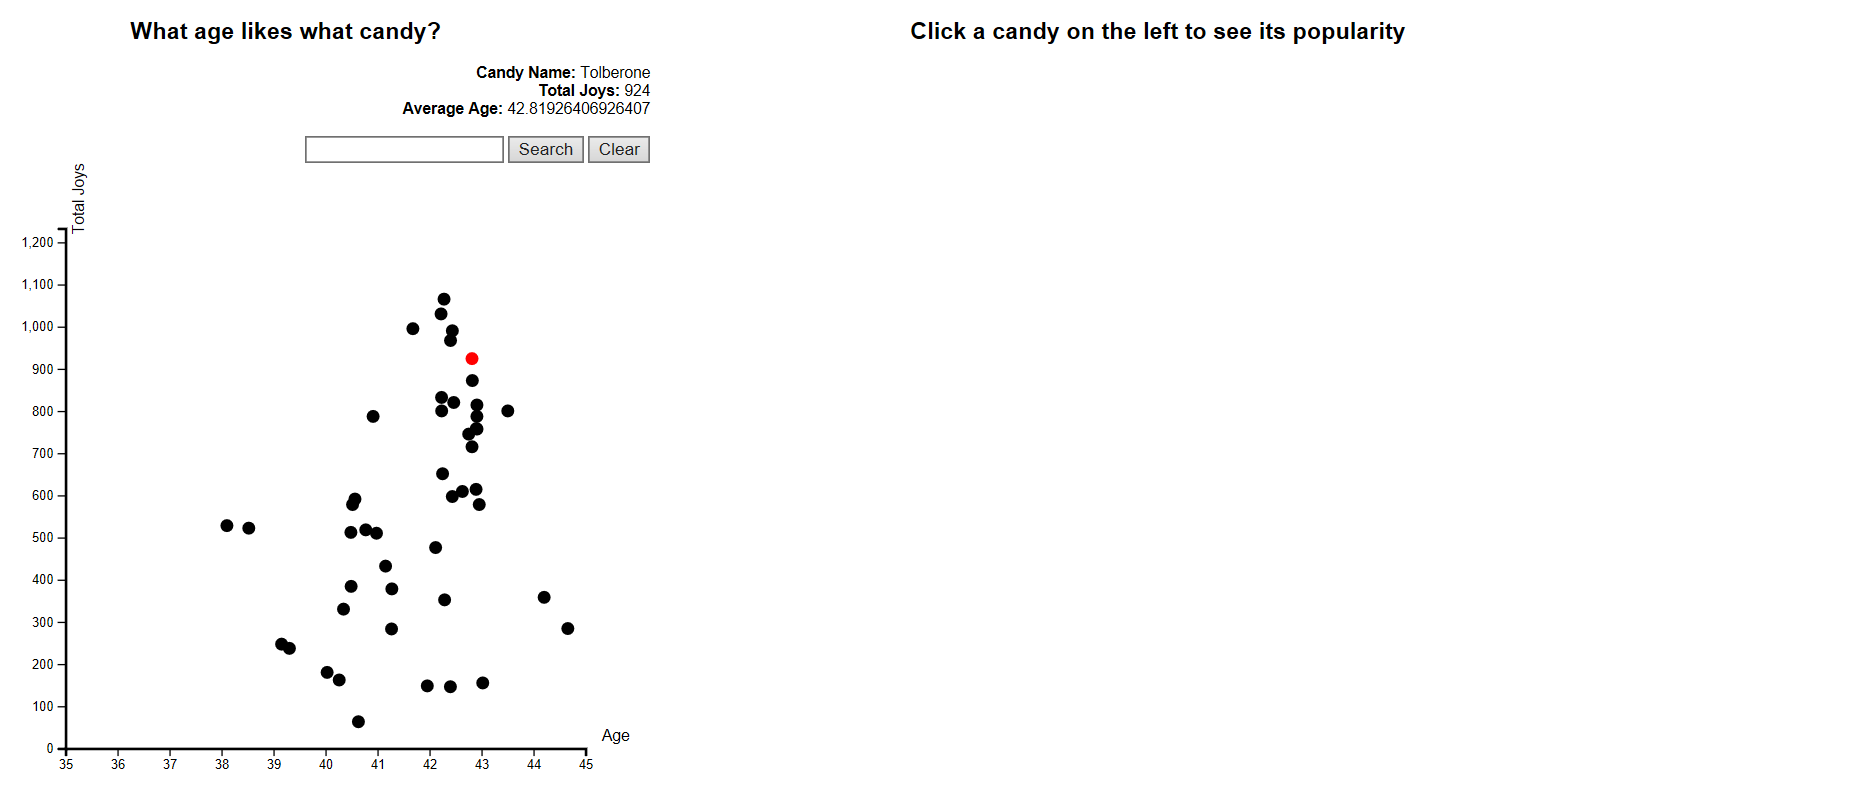 What age likes what candy?
Click a candy on the left to see its popularity
Candy Name: Tolberone
Total Joys: 924
Average Age: 42.81926406926407
Search Clear
Total Joys
1,200
1,100
1,000
900
800
700
600
500
400
300
200
100
0
Age
35 36 37 38 39 40 41 42 43 44 45